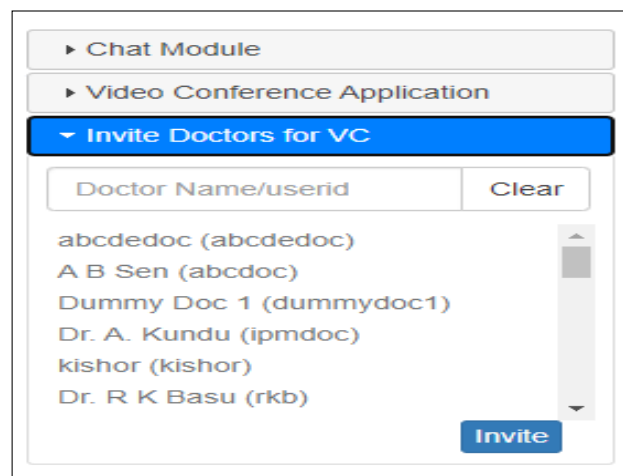 Chat Module
Video Conference Application
Invite Doctors for VC
Doctor Name/userid Clear
abcdedoc (abcdedoc)
A B Sen (abcdoc)
Dummy Doc 1 (dummydoc1)
Dr. A. Kundu (ipmdoc)
kishor (kishor)
Dr. R K Basu (rkb)
Invite